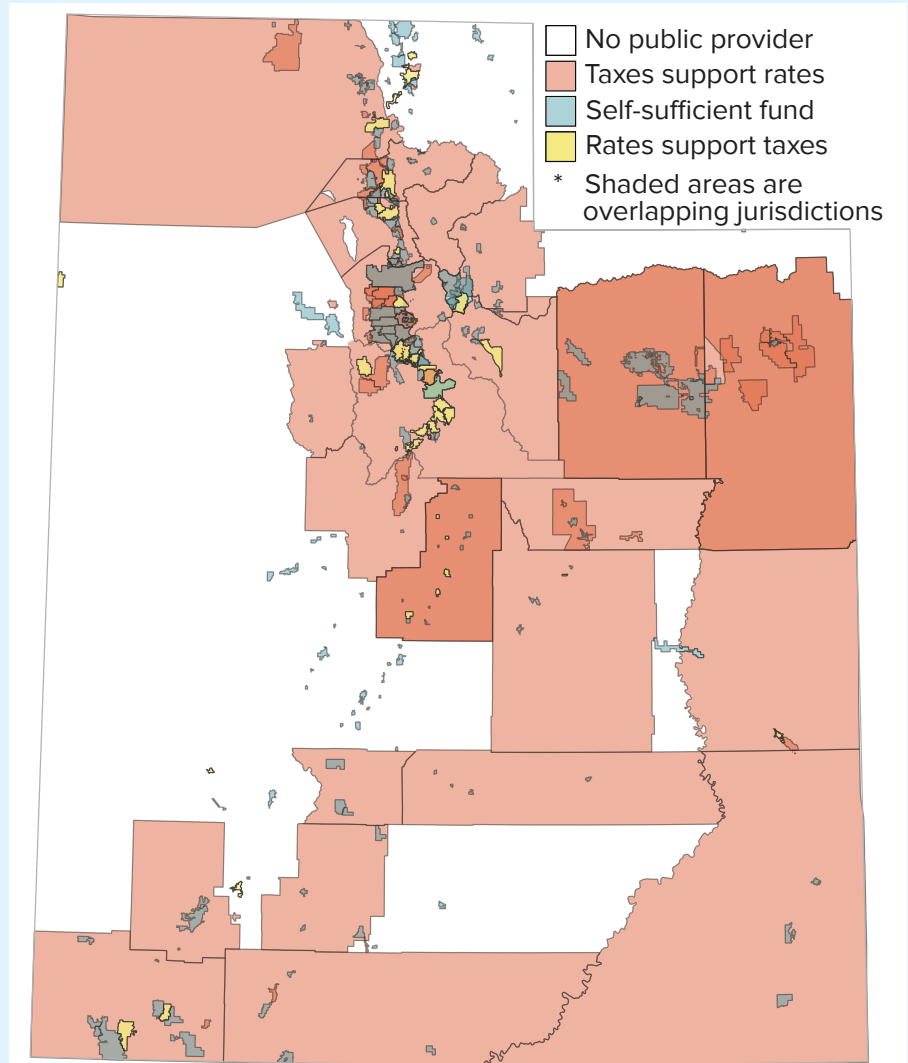 No public provider
Taxes support rates
Self-sufficient fund
Rates support taxes
* Shaded areas are
overlapping jurisdictions